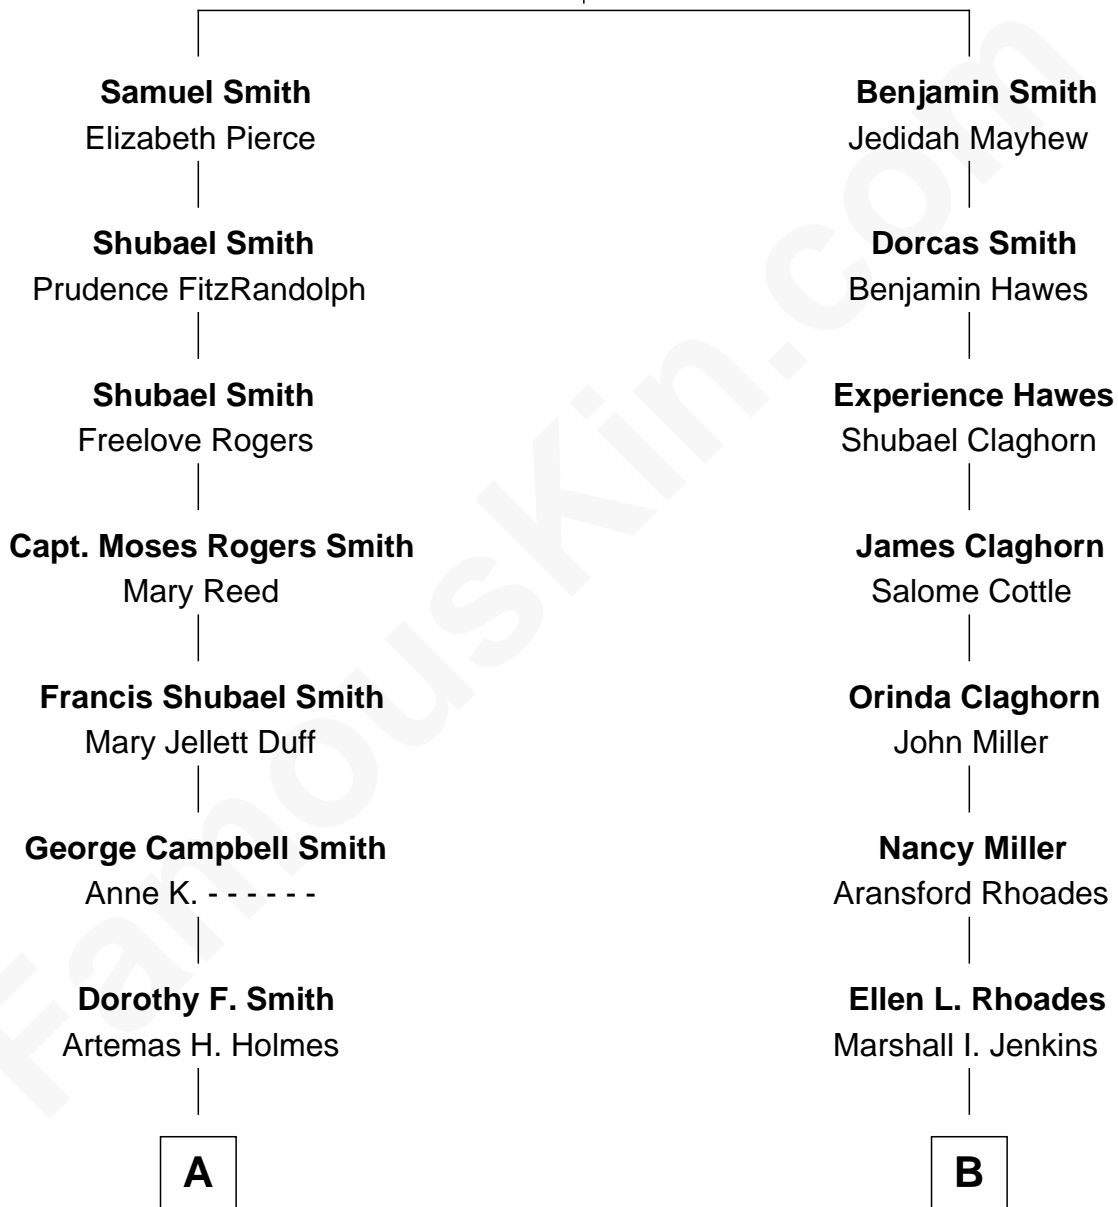 Samuel Smith
Elizabeth Pierce
Shubael Smith
Prudence FitzRandolph
Shubael Smith
Freelove Rogers
Capt. Moses Rogers Smith
Mary Reed
Francis Shubael Smith
Mary Jellett Duff
George Campbell Smith
Anne K. - - - - - -
Dorothy F. Smith
Artemas H. Holmes
A
Benjamin Smith
Jedidah Mayhew
Dorcas Smith
Benjamin Hawes
Experience Hawes
Shubael Claghorn
James Claghorn
Salome Cottle
Orinda Claghorn
John Miller
Nancy Miller
Aransford Rhoades
Ellen L. Rhoades
Marshall I. Jenkins
B
FamousKin.com